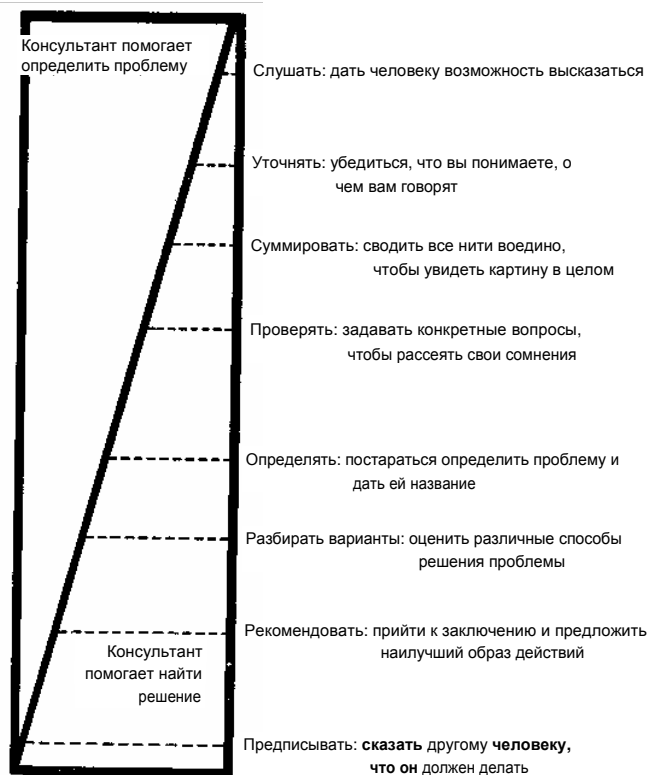 Консультант помогает
определить проблему
Слушать: дать человеку возможность высказаться
Уточнять: убедиться, что вы понимаете, о
чем вам говорят
Суммировать: сводить все нити воедино,
чтобы увидеть картину в целом
Проверять: задавать конкретные вопросы,
чтобы рассеять свои сомнения
Определять: постараться определить проблему и
дать ей название
Разбирать варианты: оценить различные способы
решения проблемы
Рекомендовать: прийти к заключению и предложить
наилучший образ действий
Консультант
помогает найти
решение
Предписывать: сказать другому человеку,
что он должен делать